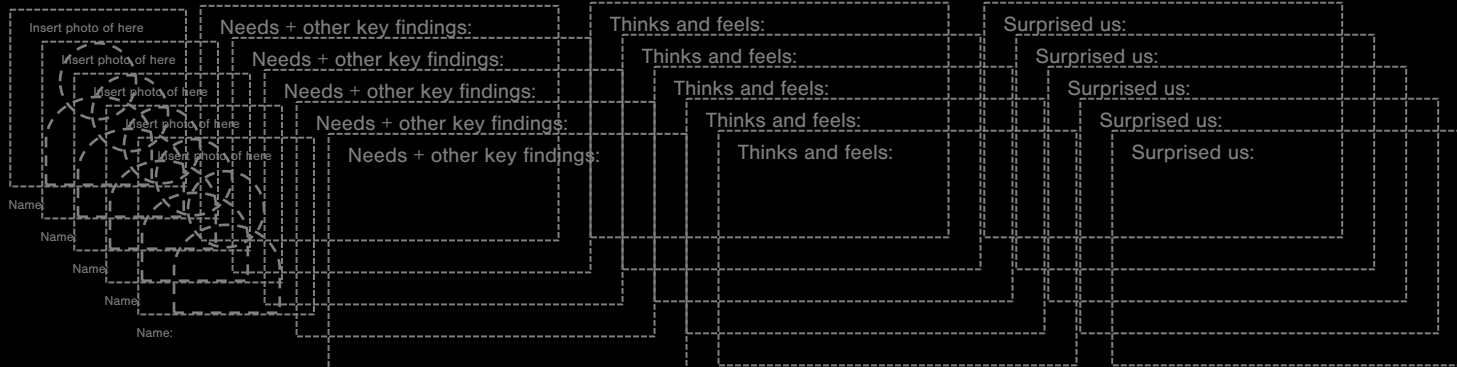 Insert photo of here
Needs + other key findings:
Thinks and feels:
Surprised us:
Insert photo of here
Needs + other key findings:
Thinks and feels:
Surprised us:
Insert photo of here
Needs + other key findings:
Thinks and feels:
Surprised us:
Insert photo of here
Needs + other key findings:
Thinks and feels:
Surprised us:
Insert photo of here
Needs + other key findings:
Thinks and feels:
Surprised us:
Name:
Name:
Name:
Name:
Name: